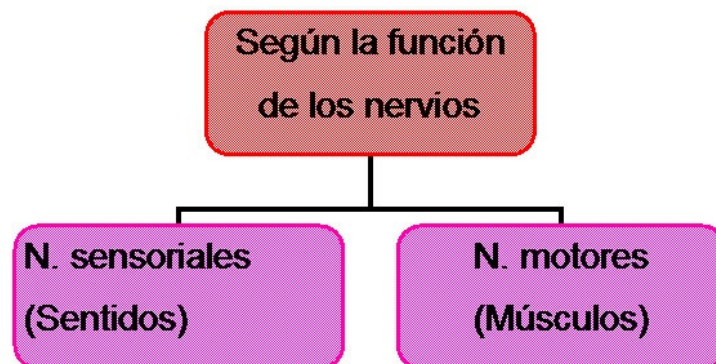 Según la función
de los nervios
N. sensoriales
(Sentidos)
N. motores
(Músculos)